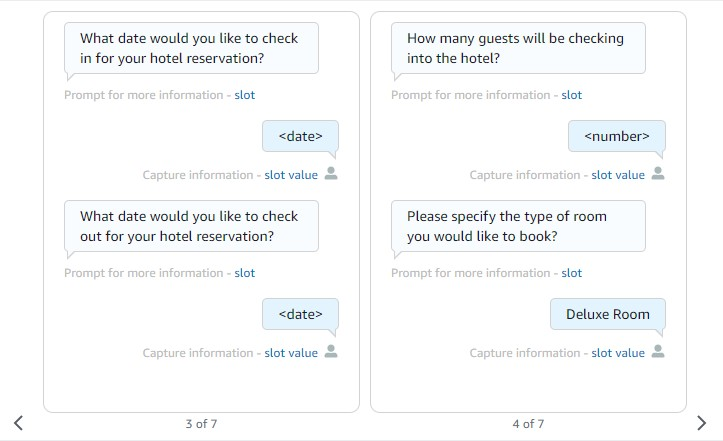 What date would you like to check
in for your hotel reservation?
Prompt for more information - slot
<date>
Capture information - slot value
What date would you like to check
out for your hotel reservation?
Prompt for more information - slot
<date>
Capture information - slot value
3 of 7
How many guests will be checking
into the hotel?
Prompt for more information - slot
<number>
Capture information - slot value
Please specify the type of room
you would like to book?
Prompt for more information - slot
Deluxe Room
Capture information - slot value
4 of 7